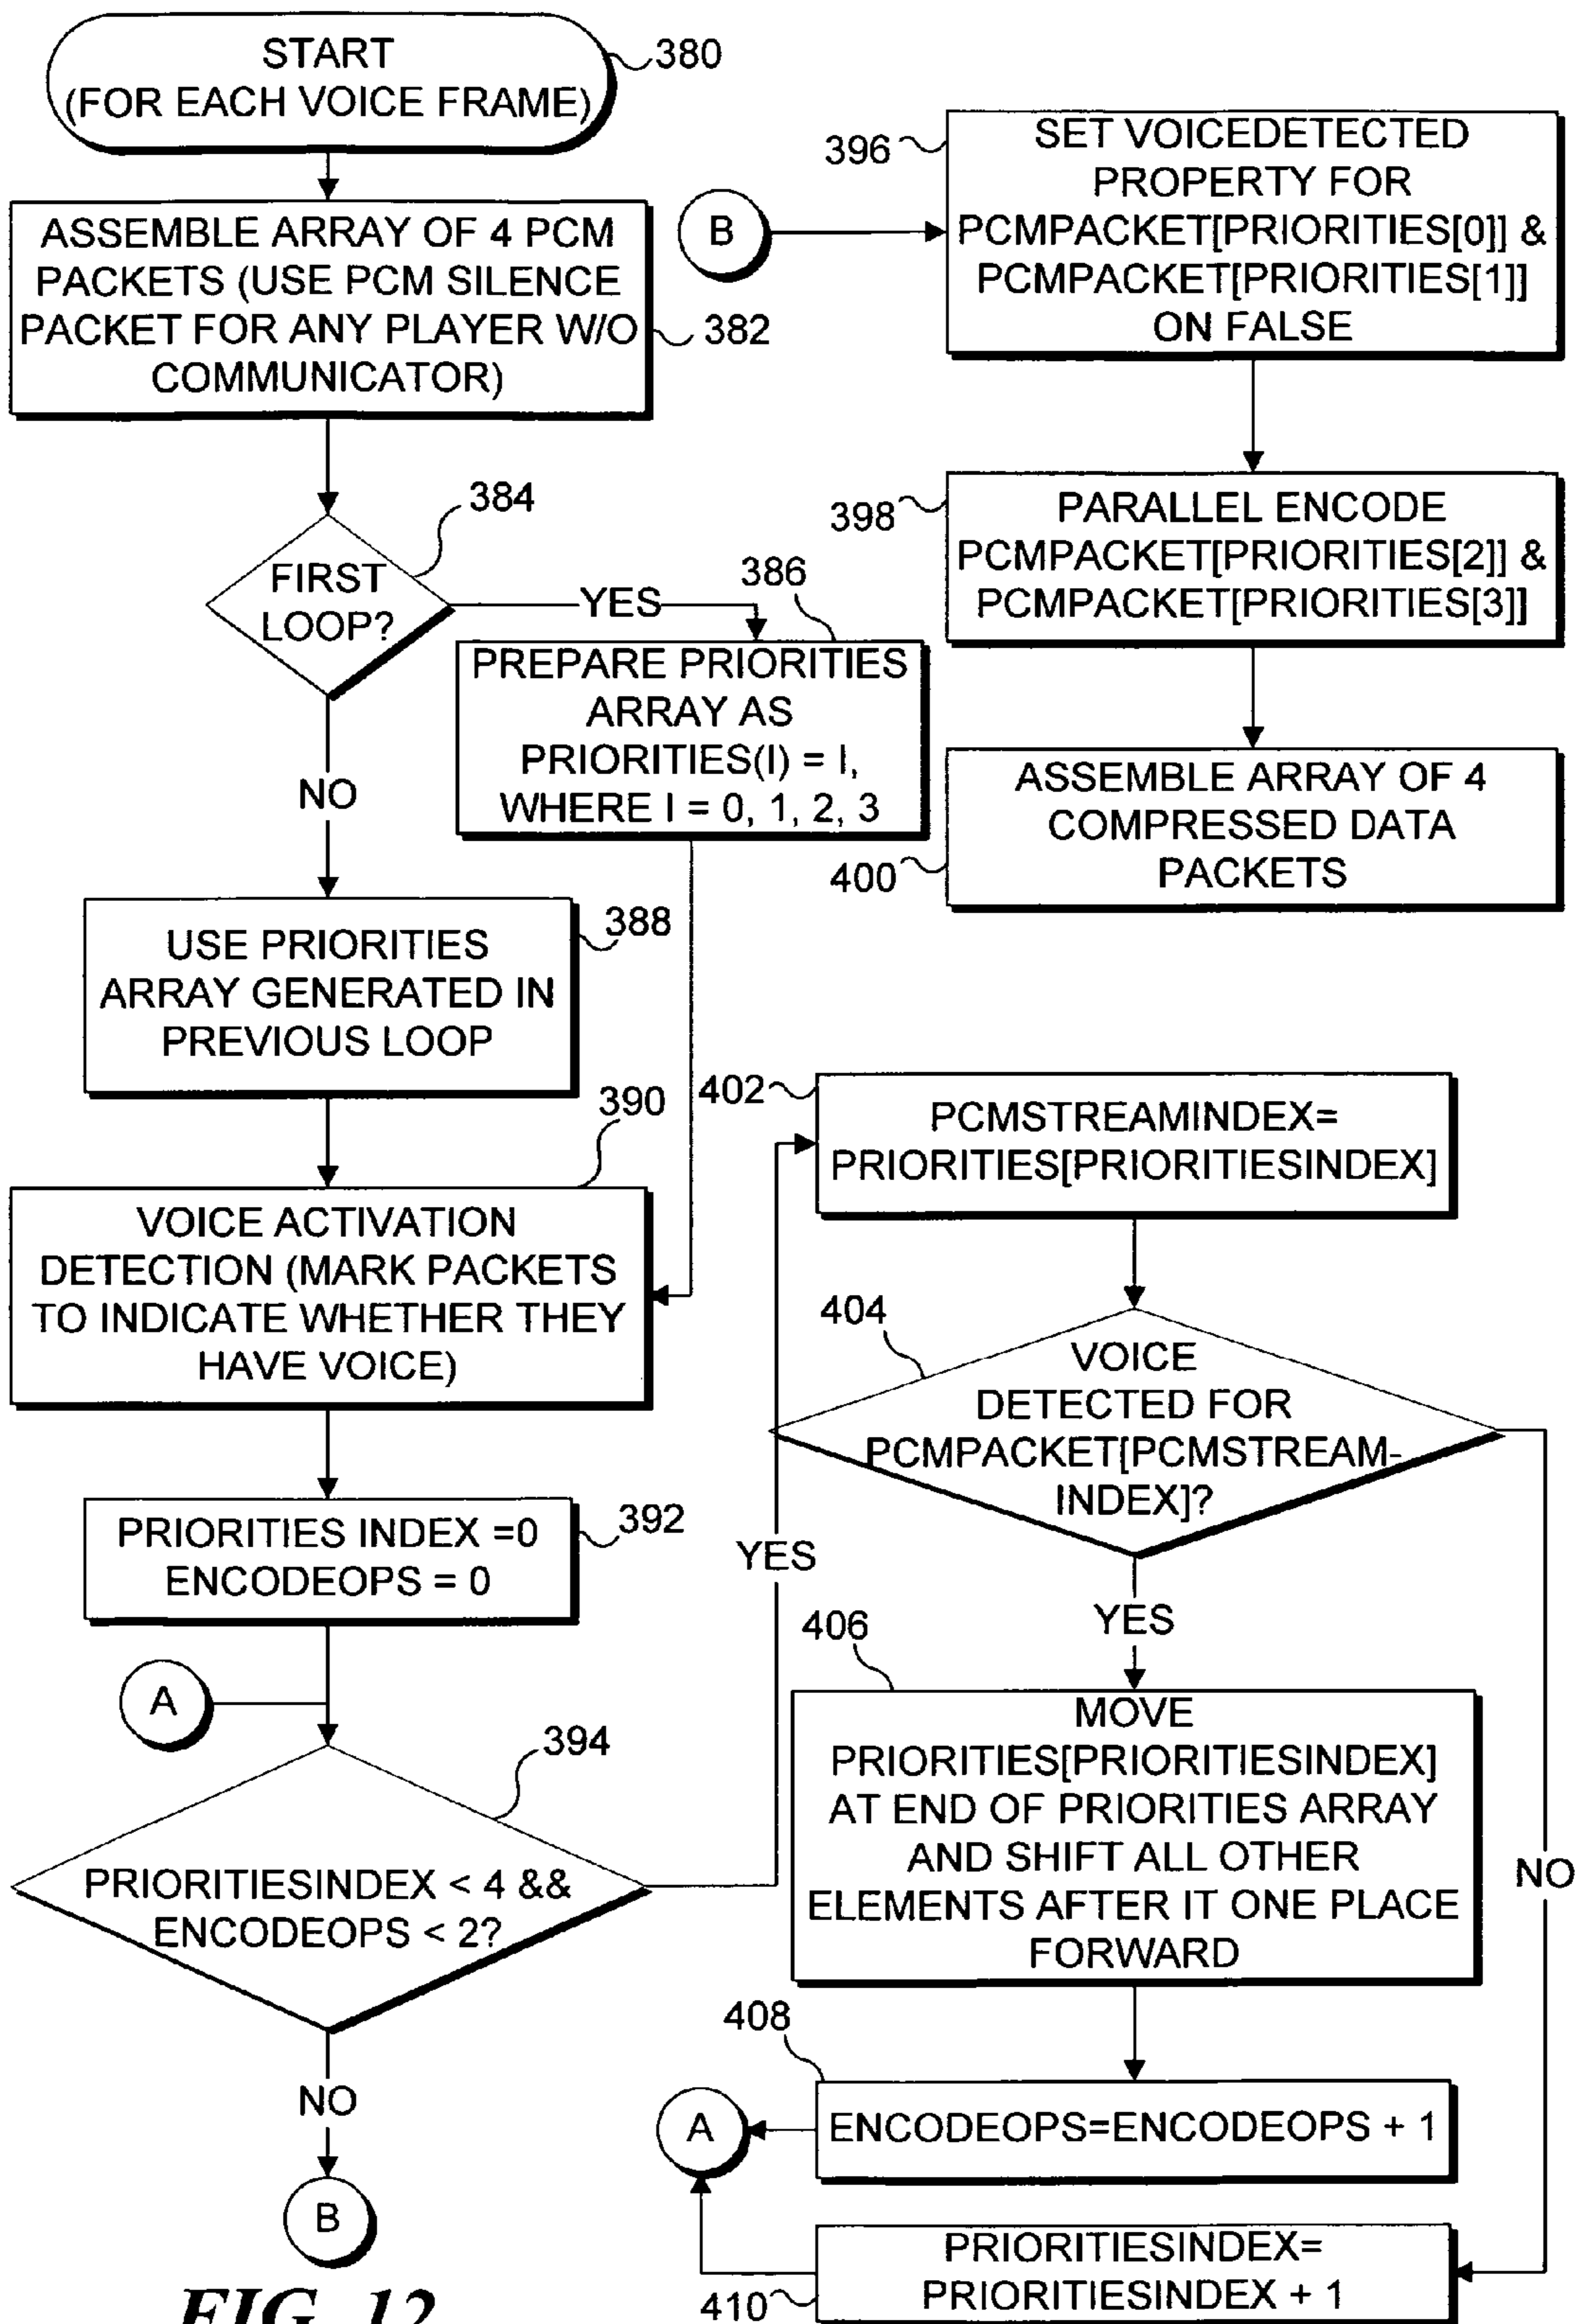 START
(FOR EACH VOICE FRAME)
380
ASSEMBLE ARRAY OF 4 PCM
PACKETS (USE PCM SILENCE
PACKET FOR ANY PLAYER W/O
COMMUNICATOR)
382
384
FIRST
LOOP?
YES
386
PREPARE PRIORITIES
ARRAY AS
PRIORITIES(I) = I,
WHERE I = 0, 1, 2, 3
NO
388
USE PRIORITIES
ARRAY GENERATED IN
PREVIOUS LOOP
390
VOICE ACTIVATION
DETECTION (MARK PACKETS
TO INDICATE WHETHER THEY
HAVE VOICE)
392
PRIORITIES INDEX =0
ENCODEOPS = 0
A
394
PRIORITIESINDEX < 4 &&
ENCODEOPS < 2?
YES
NO
B
B
396
SET VOICEDETECTED
PROPERTY FOR
PCMPACKET[PRIORITIES[0]] &
PCMPACKET[PRIORITIES[1]]
ON FALSE
398
PARALLEL ENCODE
PCMPACKET[PRIORITIES[2]] &
PCMPACKET[PRIORITIES[3]]
400
ASSEMBLE ARRAY OF 4
COMPRESSED DATA
PACKETS
402
PCMSTREAMINDEX=
PRIORITIES[PRIORITIESINDEX]
404
VOICE
DETECTED FOR
PCMPACKET[PCMSTREAM-
INDEX]?
YES
NO
406
MOVE
PRIORITIES[PRIORITIESINDEX]
AT END OF PRIORITIES ARRAY
AND SHIFT ALL OTHER
ELEMENTS AFTER IT ONE PLACE
FORWARD
408
ENCODEOPS=ENCODEOPS + 1
A
410
PRIORITIESINDEX=
PRIORITIESINDEX + 1
FIG. 12